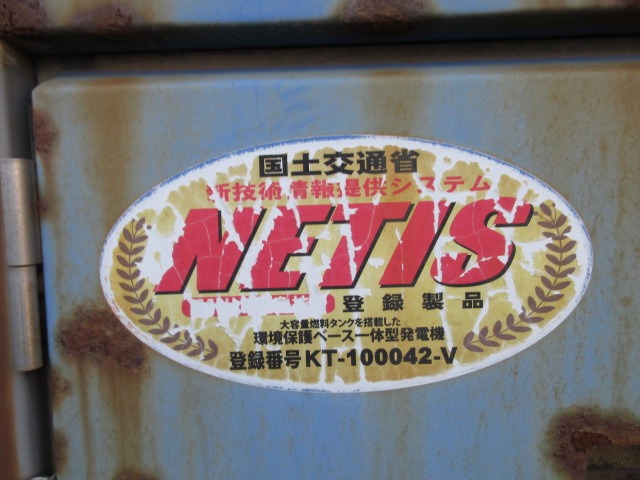 国土交通省
新技術情報提供システム
NETIS
登録製品
大容量燃料タンクを搭載した
環境保護ベース一体型発電機
登録番号 KT-100042-V